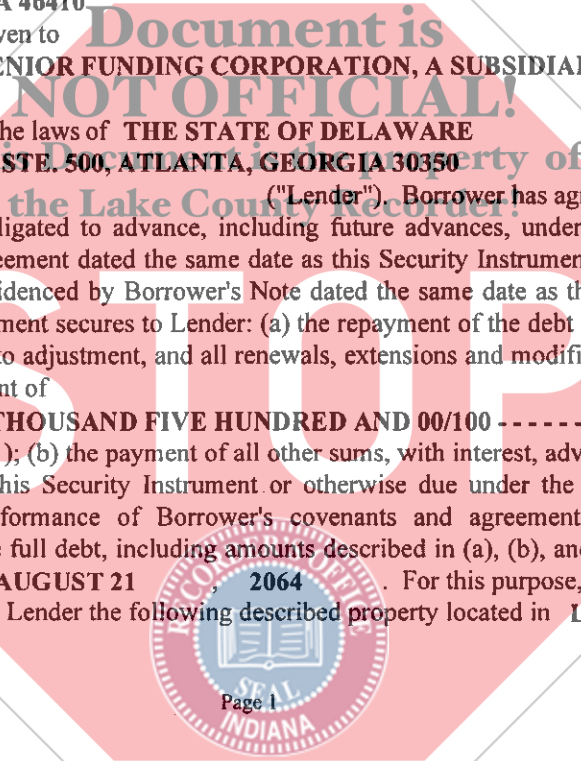 A 46410
ven to
Document is
ENIOR FUNDING CORPORATION, A SUBSIDIA
NOT OFFICIAL!
he laws of THE STATE OF DELAWARE
is Document is the property of
STE. 500, ATLANTA, GEORGIA 30350
the Lake County Recorder!
("Lender"). Borrower has ag
ligated to advance, including future advances, under
eement dated the same date as this Security Instrumen
idenced by Borrower's Note dated the same date as th
ment secures to Lender: (a) the repayment of the debt
to adjustment, and all renewals, extensions and modifi
nt of
THOUSAND FIVE HUNDRED AND 00/100 - - - - - -
); (b) the payment of all other sums, with interest, adv
his Security Instrument or otherwise due under the
formance of Borrower's covenants and agreement
e full debt, including amounts described in (a), (b), an
AUGUST 21 , 2064 . For this purpose,
Lender the following described property located in L
STOP
RECORDER'S OFFICE
SEAL
INDIANA
Page 1